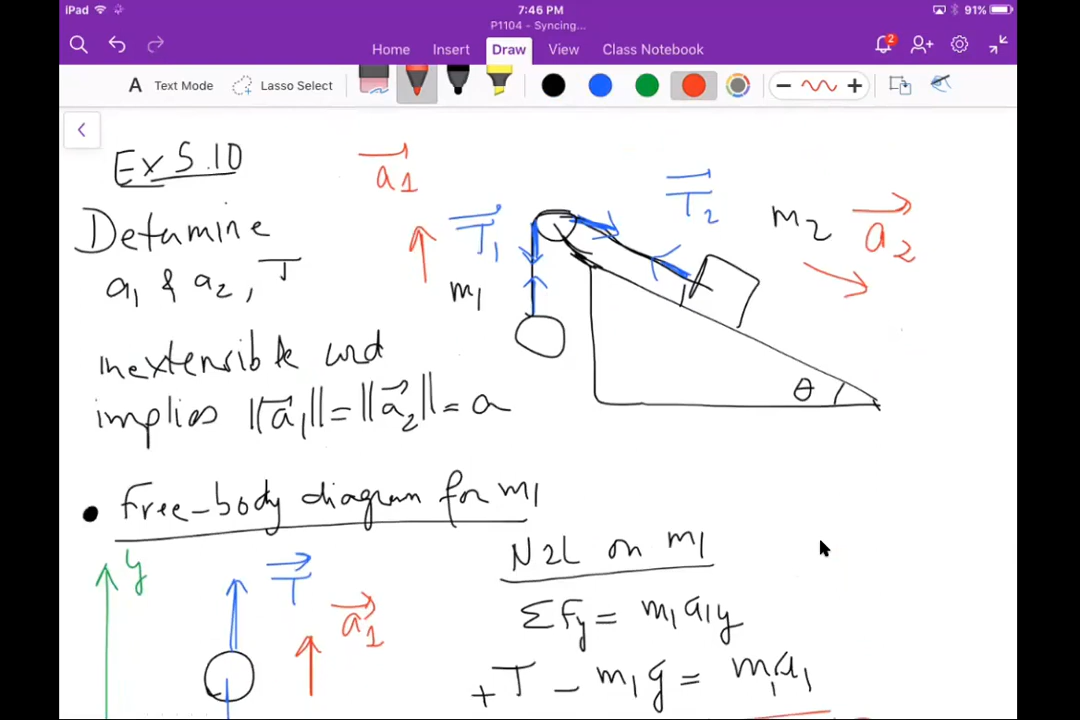 iPad 7:46 PM 91%
P1104 - Syncing...
Home Insert Draw View Class Notebook 2
A Text Mode Lasso Select
Ex 5.10
Detamine
a1 & a2, T
inextensible cord
implies ||a1|| = ||a2|| = a
a1
T1
m1
T2
m2
a2
θ
• Free-body diagram for m1
y
T
a1
N2L on m1
ΣFy = m1a1y
+T - m1g = m1a1